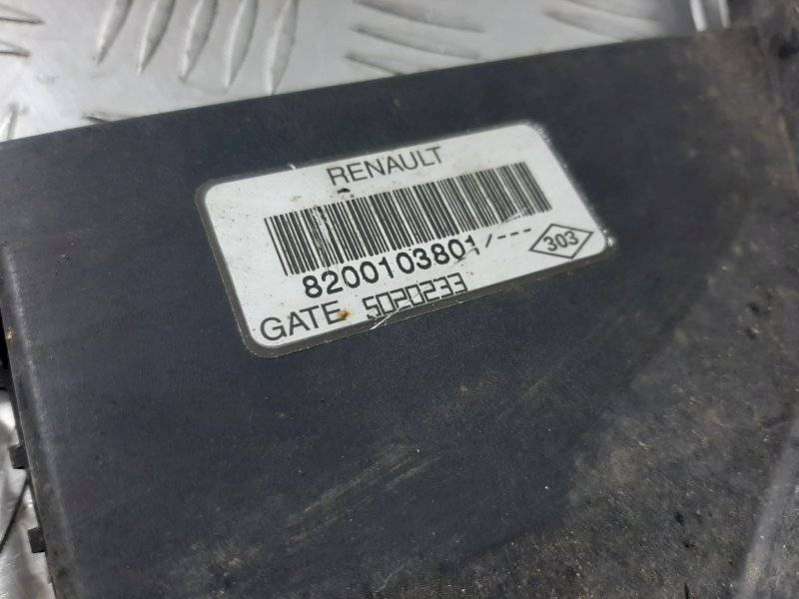 RENAULT
8200103801/---
303
GATE 5020233